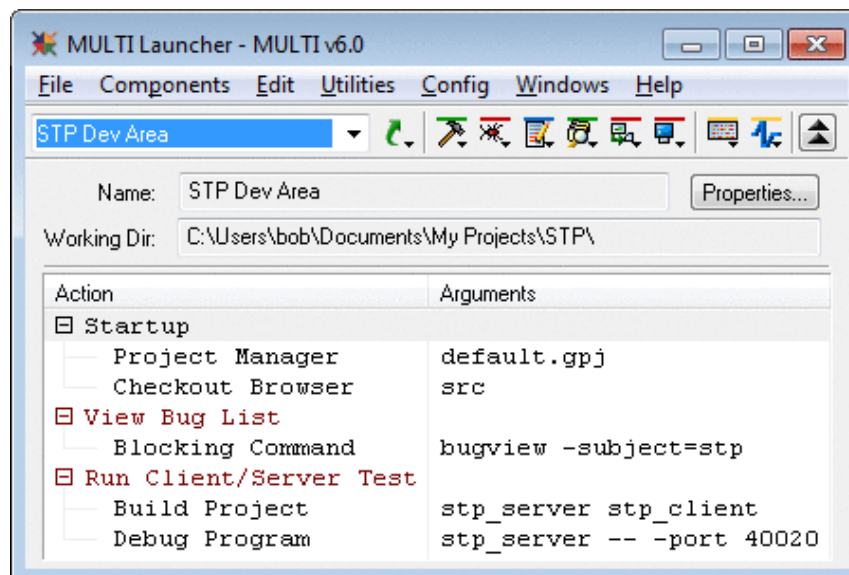 MULTI Launcher - MULTI v6.0
File Components Edit Utilities Config Windows Help
STP Dev Area
Name: STP Dev Area Properties...
Working Dir: C:\Users\bob\Documents\My Projects\STP\
Action Arguments
Startup
Project Manager default.gpj
Checkout Browser src
View Bug List
Blocking Command bugview -subject=stp
Run Client/Server Test
Build Project stp_server stp_client
Debug Program stp_server -- -port 40020